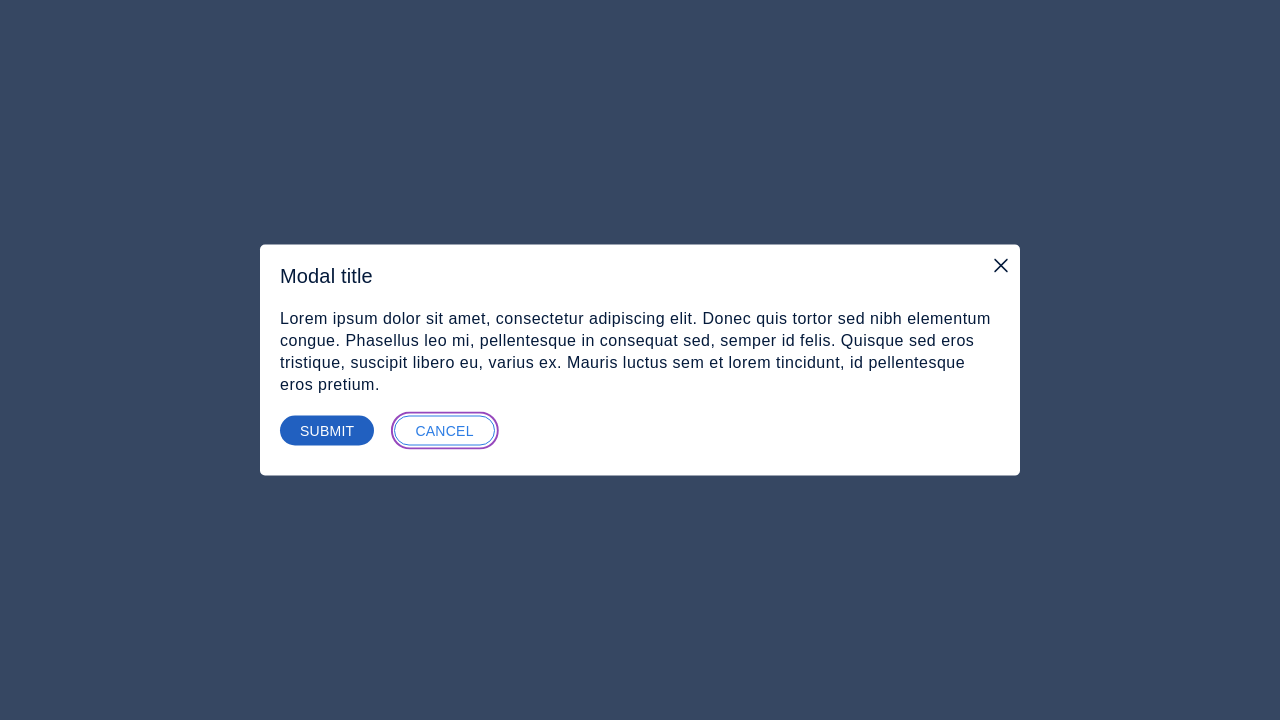 Modal title
Lorem ipsum dolor sit amet, consectetur adipiscing elit. Donec quis tortor sed nibh elementum
congue. Phasellus leo mi, pellentesque in consequat sed, semper id felis. Quisque sed eros
tristique, suscipit libero eu, varius ex. Mauris luctus sem et lorem tincidunt, id pellentesque
eros pretium.
SUBMIT CANCEL